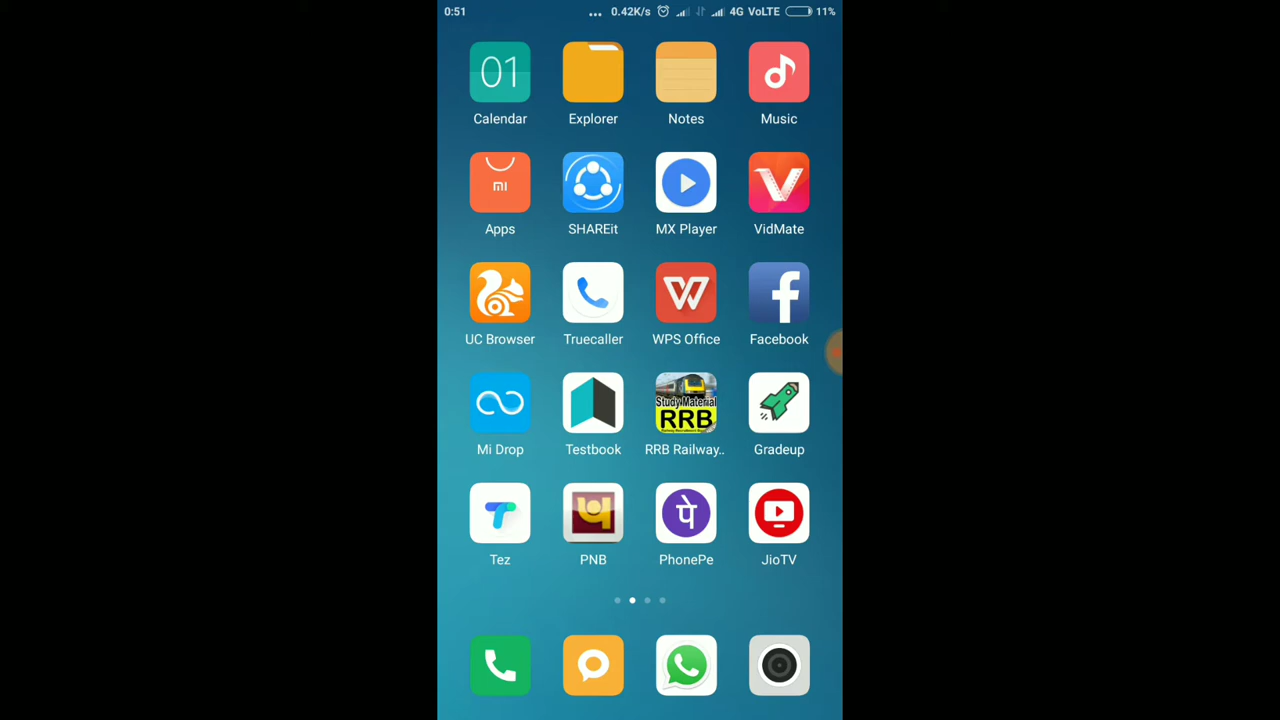 0:51 ... 0.42K/s 4G VoLTE 11%
01
Calendar Explorer Notes Music
MI
Apps SHAREit MX Player VidMate
UC Browser Truecaller WPS Office Facebook
Study Material
RRB
Mi Drop Testbook RRB Railway.. Gradeup
पे
Tez PNB PhonePe JioTV